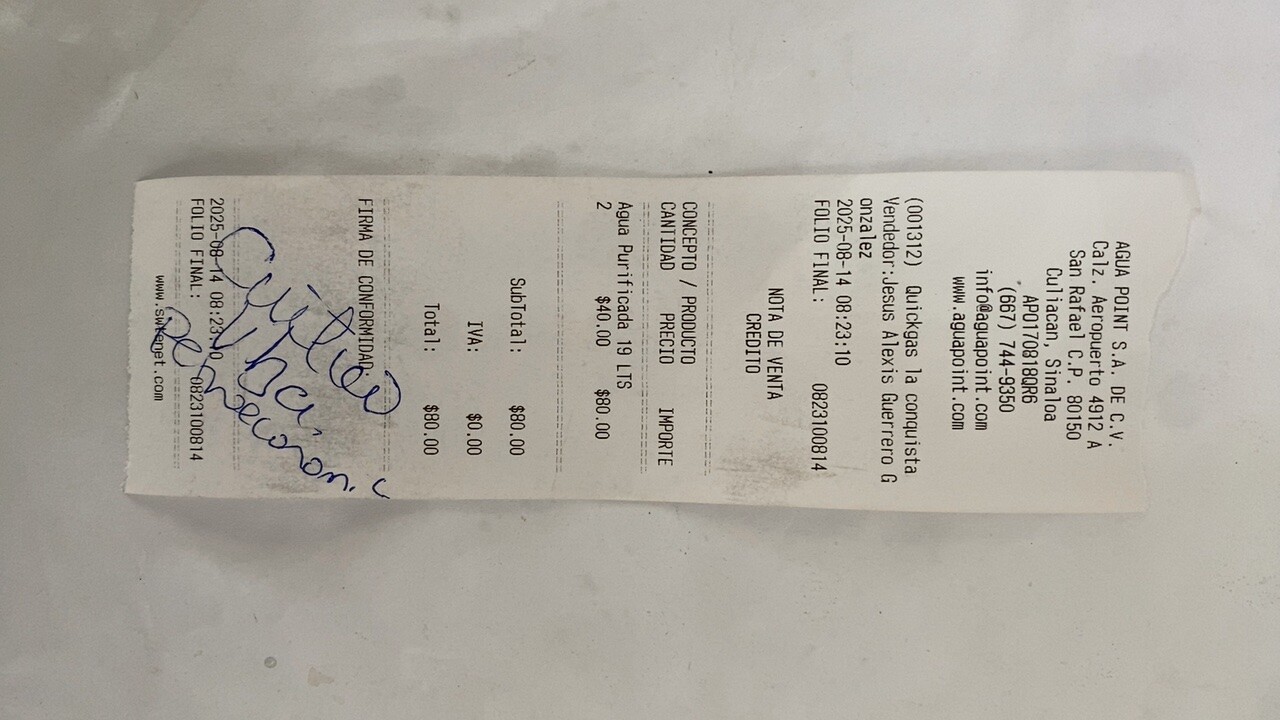 AGUA POINT S.A. DE C.V.
Calz. Aeropuerto 4912 A
San Rafael C.P. 80150
Culiacan, Sinaloa
APO170818QR6
(667) 744-9350
info@aguapoint.com
www.aguapoint.com
(001312) Quickgas la conquista
Vendedor:Jesus Alexis Guerrero G
onzalez
2025-08-14 08:23:10
FOLIO FINAL: 0823100814
NOTA DE VENTA
CREDITO
CONCEPTO / PRODUCTO
CANTIDAD PRECIO IMPORTE
Agua Purificada 19 LTS
2 $40.00 $80.00
SubTotal: $80.00
IVA: $0.00
Total: $80.00
FIRMA DE CONFORMIDAD:
2025-08-14 08:23:10
FOLIO FINAL: 0823100814